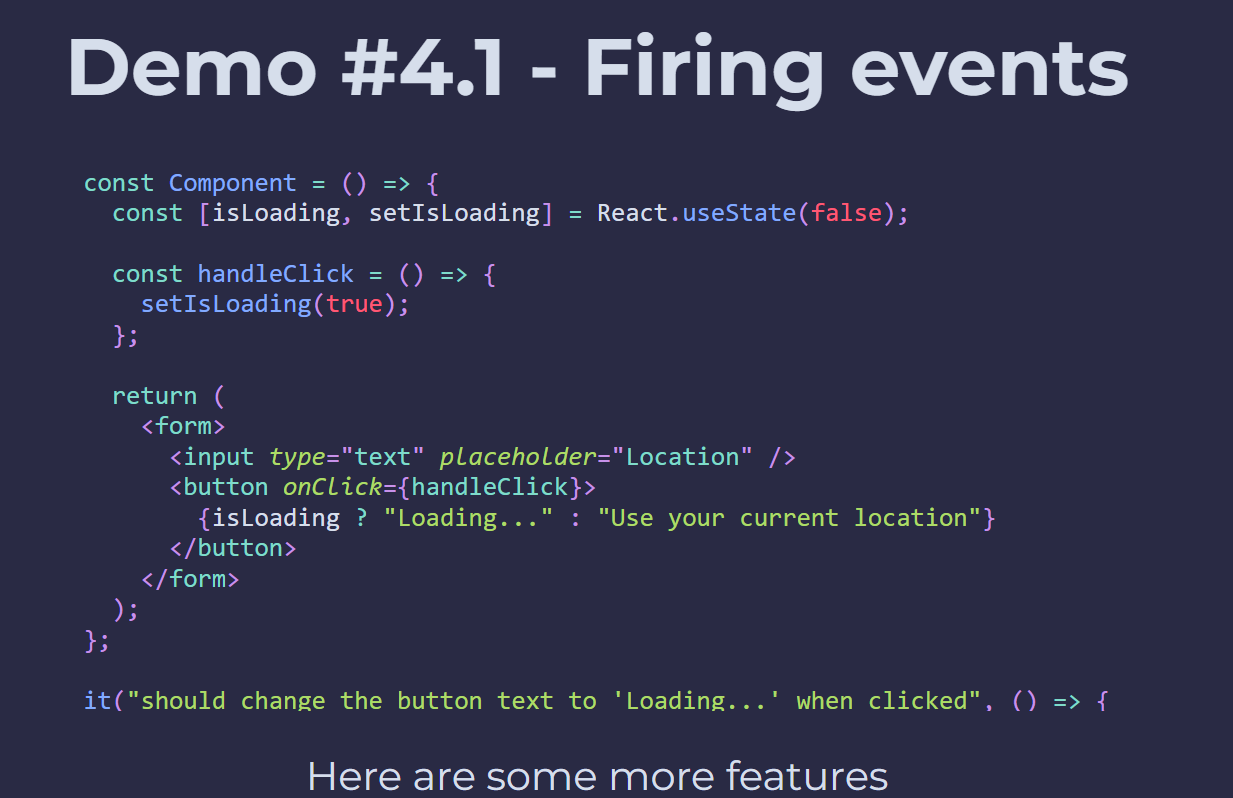 Demo #4.1 - Firing events
const Component = () => {
  const [isLoading, setIsLoading] = React.useState(false);
  const handleClick = () => {
    setIsLoading(true);
  };
  return (
    <form>
      <input type="text" placeholder="Location" />
      <button onClick={handleClick}>
        {isLoading ? "Loading..." : "Use your current location"}
      </button>
    </form>
  );
};
it("should change the button text to 'Loading...' when clicked", () => {
Here are some more features